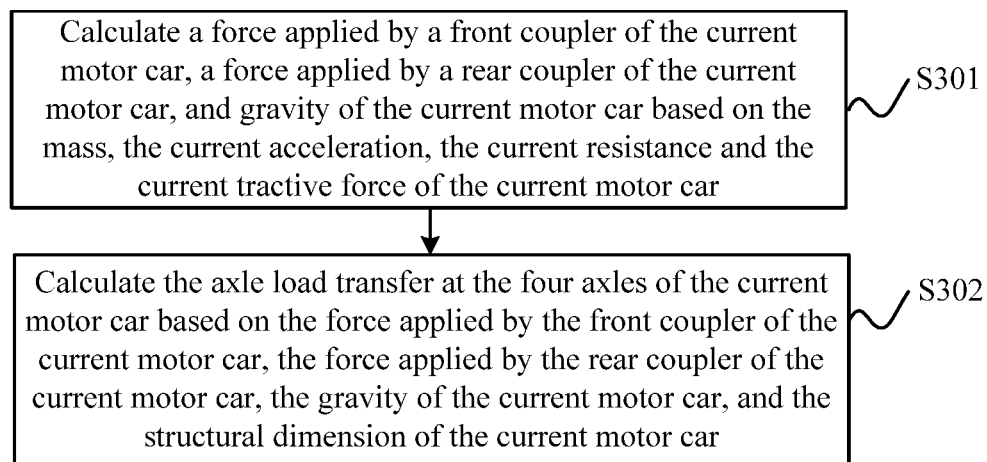 Calculate a force applied by a front coupler of the current
motor car, a force applied by a rear coupler of the current
motor car, and gravity of the current motor car based on the
mass, the current acceleration, the current resistance and the
current tractive force of the current motor car
S301
Calculate the axle load transfer at the four axles of the current
motor car based on the force applied by the front coupler of the
current motor car, the force applied by the rear coupler of the
current motor car, the gravity of the current motor car, and the
structural dimension of the current motor car
S302